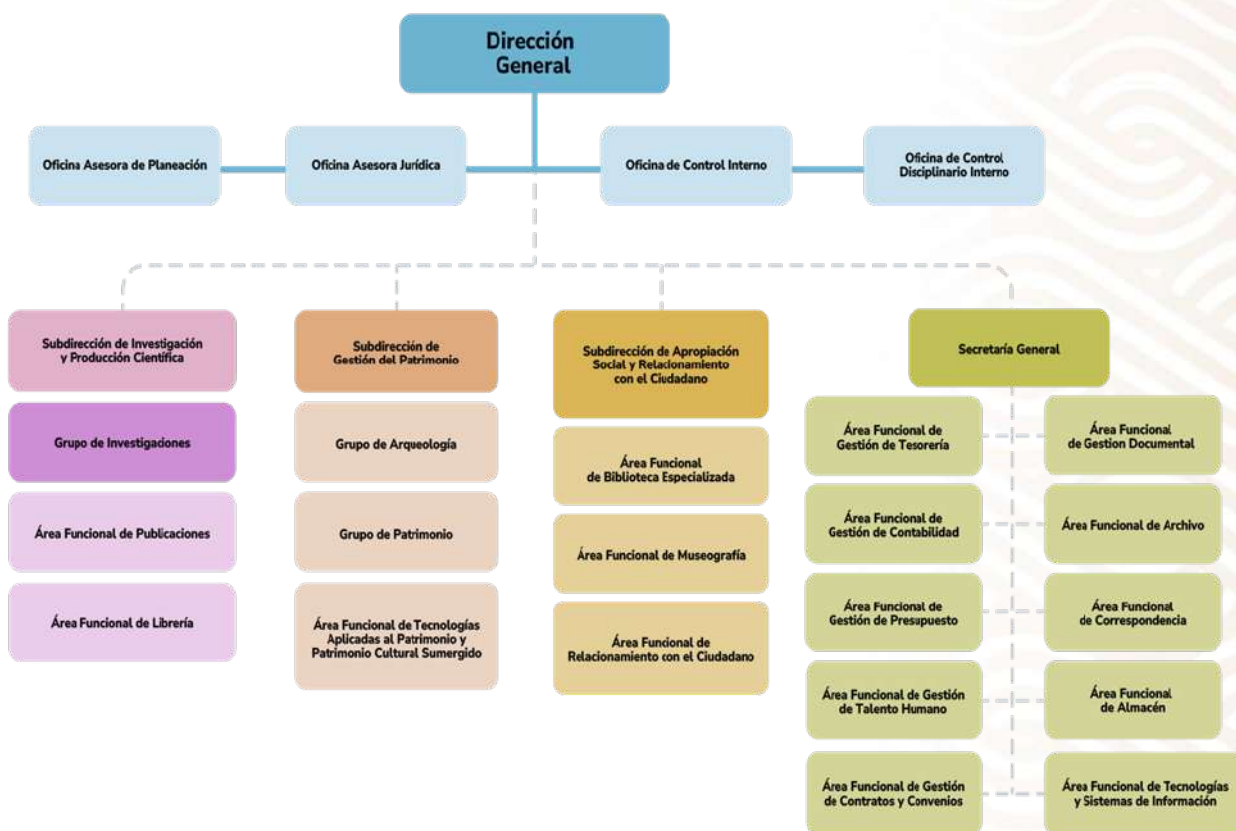 Dirección
General
Oficina Asesora de Planeación
Oficina Asesora Jurídica
Oficina de Control Interno
Oficina de Control
Disciplinario Interno
Subdirección de Investigación
y Producción Científica
Grupo de Investigaciones
Área Funcional de Publicaciones
Área Funcional de Librería
Subdirección de
Gestión del Patrimonio
Grupo de Arqueología
Grupo de Patrimonio
Área Funcional de Tecnologías
Aplicadas al Patrimonio y
Patrimonio Cultural Sumergido
Subdirección de Apropiación
Social y Relacionamiento
con el Ciudadano
Área Funcional
de Biblioteca Especializada
Área Funcional de Museografía
Área Funcional de
Relacionamiento con el Ciudadano
Secretaría General
Área Funcional de
Gestión de Tesorería
Área Funcional de
Gestión de Contabilidad
Área Funcional de
Gestión de Presupuesto
Área Funcional de Gestión
de Talento Humano
Área Funcional de Gestión
de Contratos y Convenios
Área Funcional
de Gestion Documental
Área Funcional de Archivo
Área Funcional
de Correspondencia
Área Funcional
de Almacén
Área Funcional de Tecnologías
y Sistemas de Información